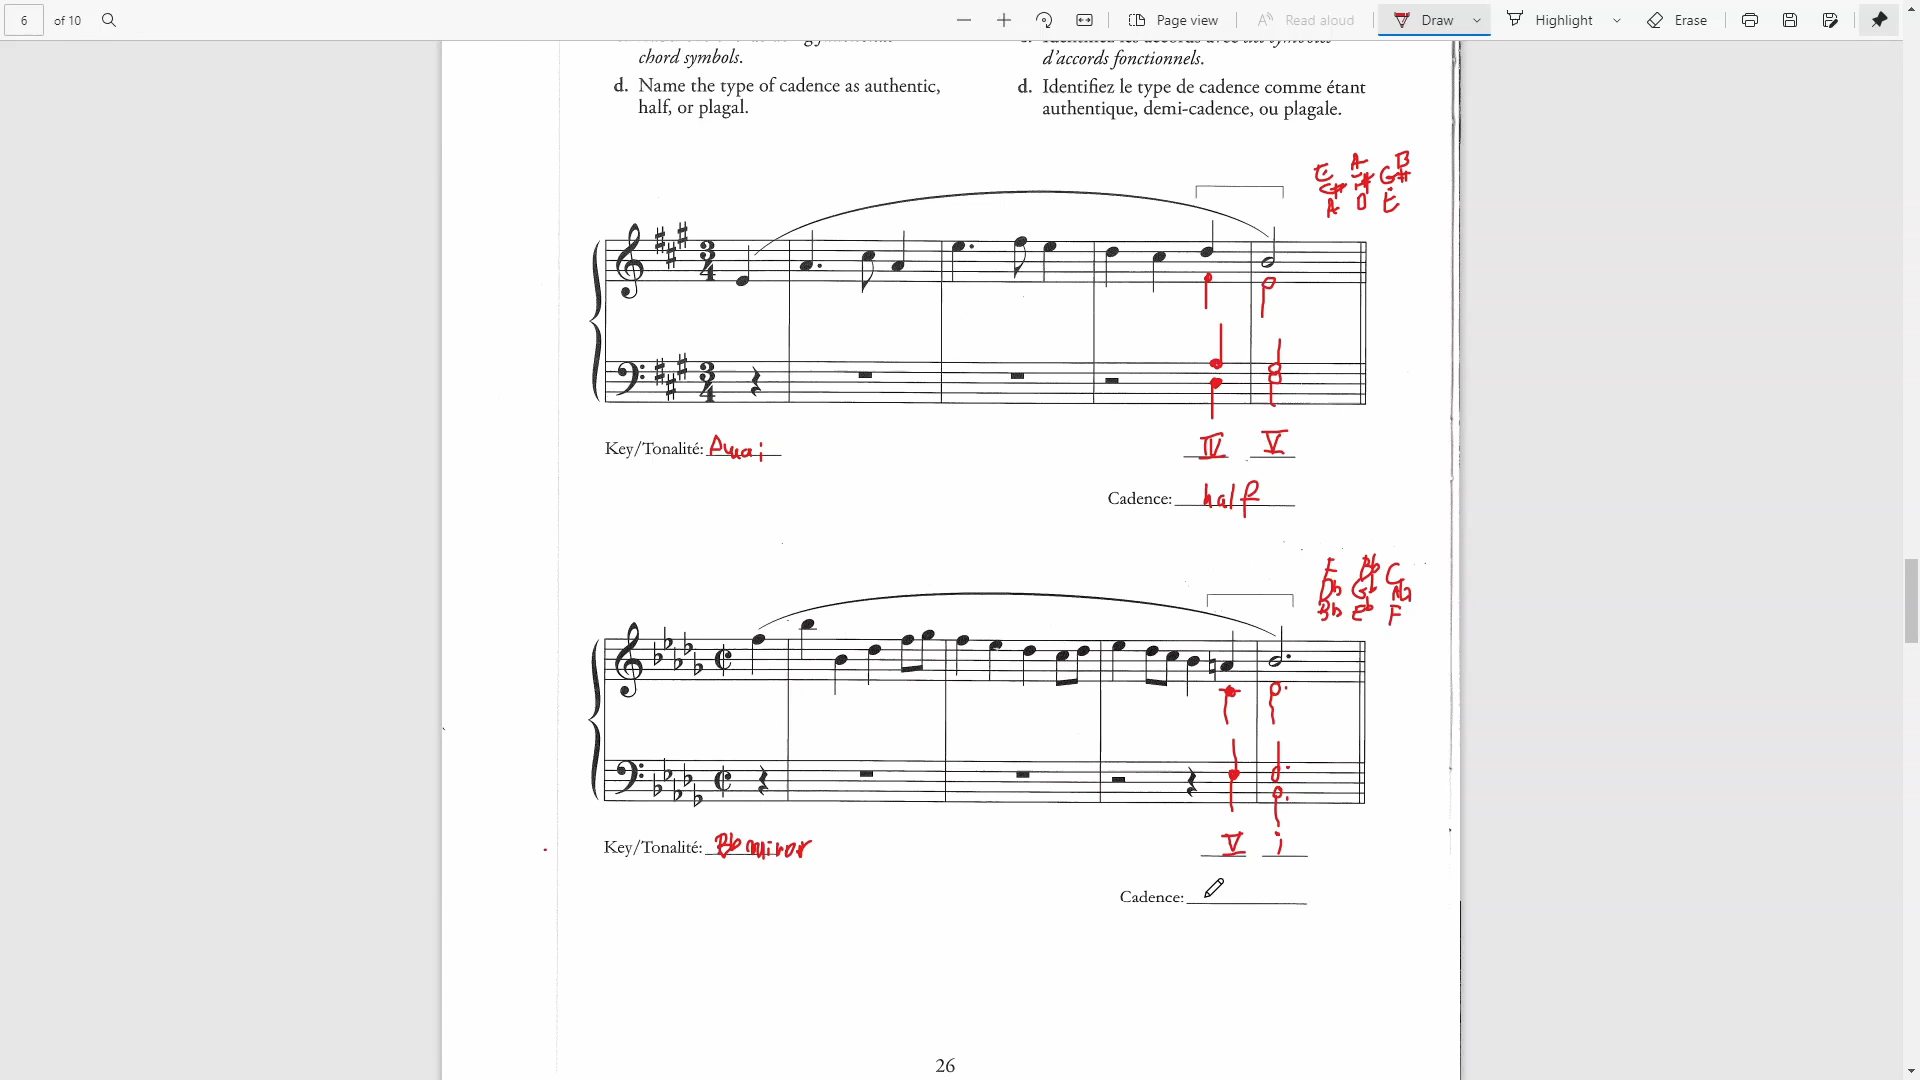 6 of 10 Page view Read aloud Draw Highlight Erase
chord symbols. d'accords fonctionnels.
d. Name the type of cadence as authentic, d. Identifiez le type de cadence comme étant
half, or plagal. authentique, demi-cadence, ou plagale.
E A B
C# F# G#
A D E
3 4
3 4
Key/Tonalité: Amaj IV V
Cadence: half
F Bb C
Db Gb
Bb Eb F
Key/Tonalité: Bb minor V i
Cadence:
26